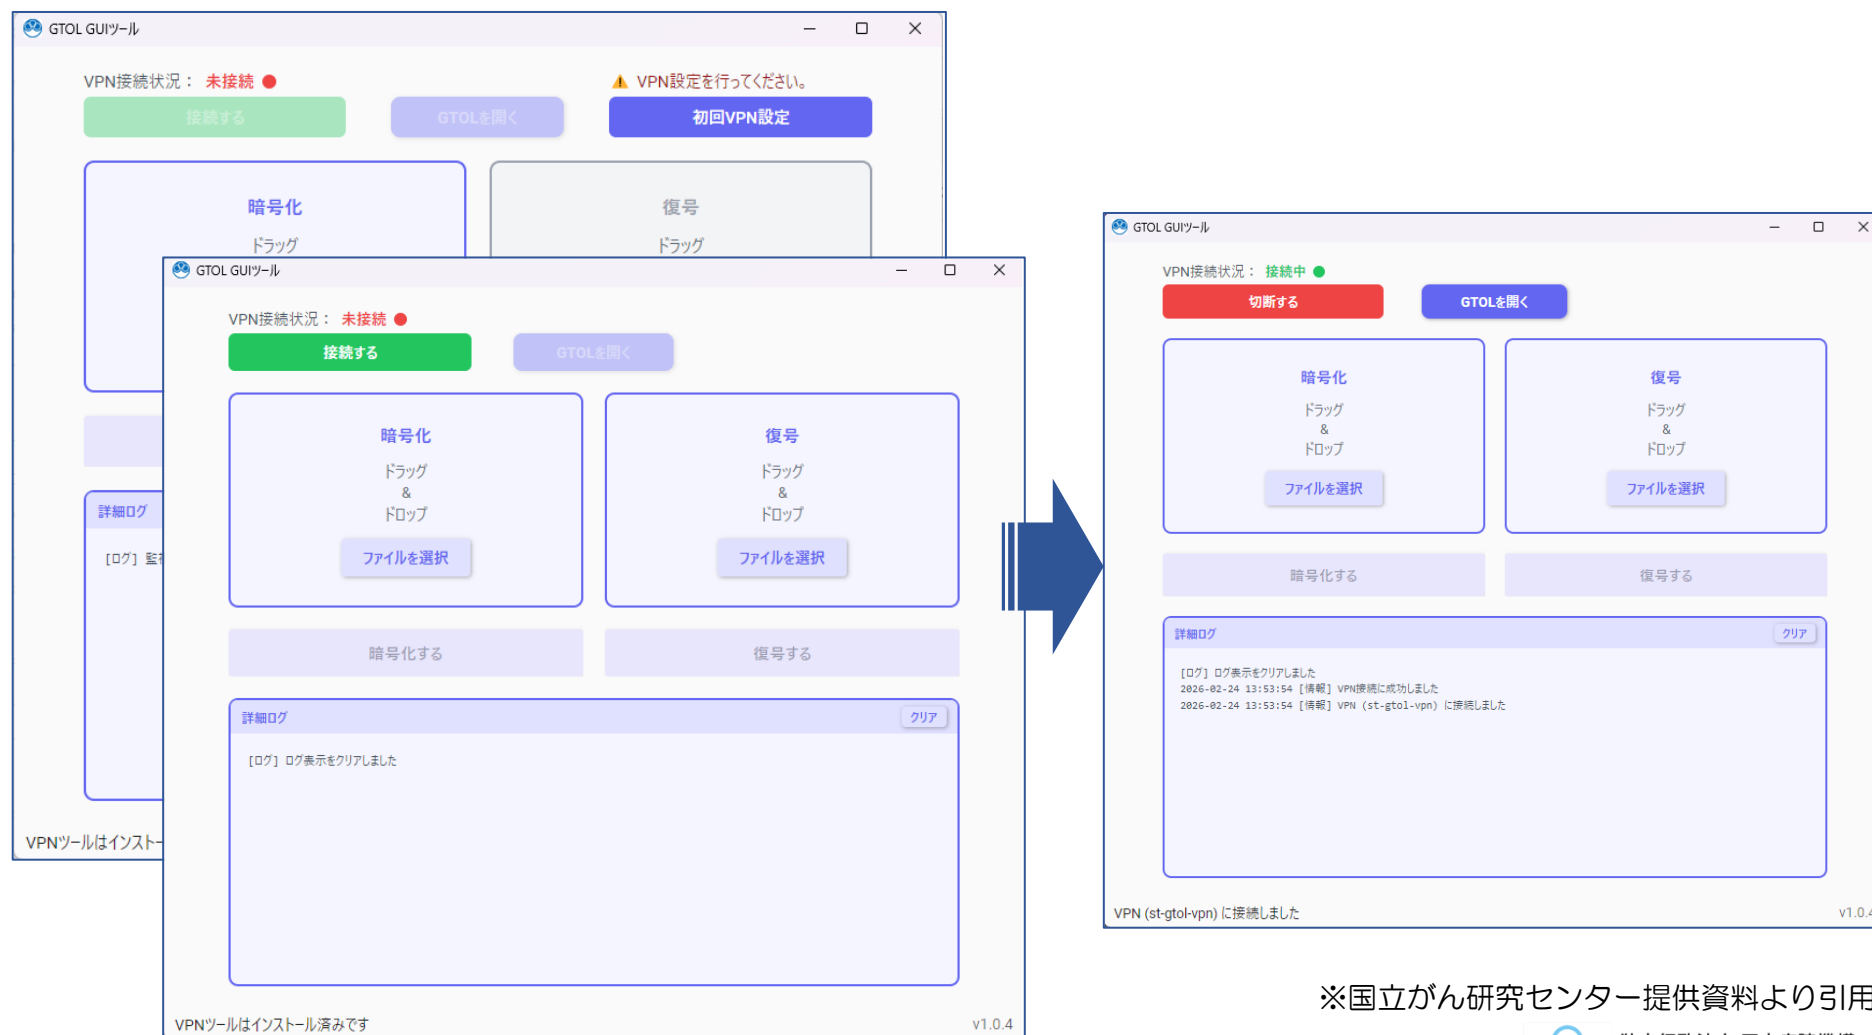 GTOL GUIツール
VPN接続状況： 未接続
⚠ VPN設定を行ってください。
接続する
GTOLを開く
初回VPN設定
暗号化
ドラッグ
復号
ドラッグ
詳細ログ
[ログ]
VPNツールはインストー
GTOL GUIツール
VPN接続状況： 未接続
接続する
GTOLを開く
暗号化
ドラッグ
&
ドロップ
ファイルを選択
復号
ドラッグ
&
ドロップ
ファイルを選択
暗号化する
復号する
詳細ログ
クリア
[ログ] ログ表示をクリアしました
VPNツールはインストール済みです
v1.0.4
GTOL GUIツール
VPN接続状況： 接続中
切断する
GTOLを開く
暗号化
ドラッグ
&
ドロップ
ファイルを選択
復号
ドラッグ
&
ドロップ
ファイルを選択
暗号化する
復号する
詳細ログ
クリア
[ログ] ログ表示をクリアしました
2026-02-24 13:53:54 [情報] VPN接続に成功しました
2026-02-24 13:53:54 [情報] VPN (st-gtol-vpn) に接続しました
VPN (st-gtol-vpn) に接続しました
v1.0.4
※国立がん研究センター提供資料より引用